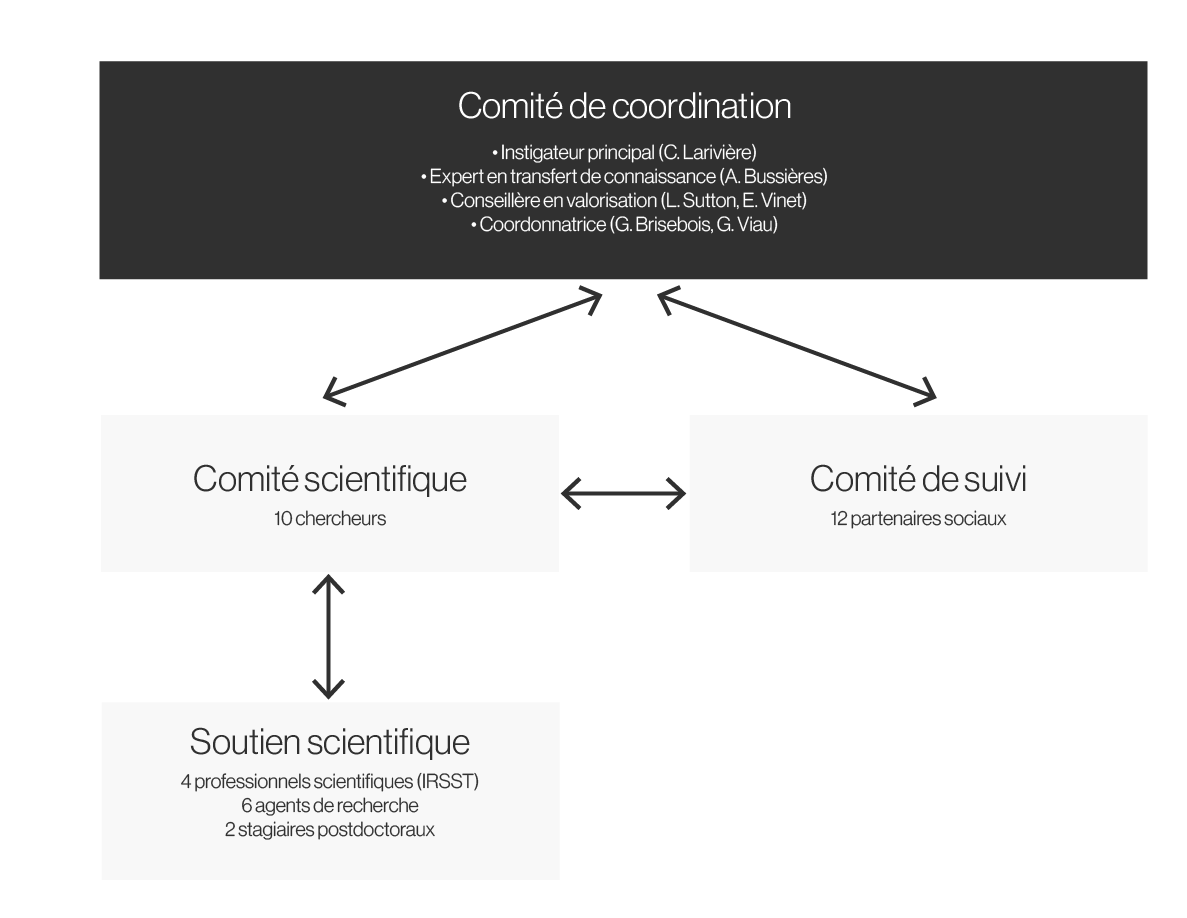 Comité de coordination
• Instigateur principal (C. Larivière)
• Expert en transfert de connaissance (A. Bussières)
• Conseillère en valorisation (L. Sutton, E. Vinet)
• Coordonnatrice (G. Brisebois, G. Viau)
Comité scientifique
10 chercheurs
Comité de suivi
12 partenaires sociaux
Soutien scientifique
4 professionnels scientifiques (IRSST)
6 agents de recherche
2 stagiaires postdoctoraux